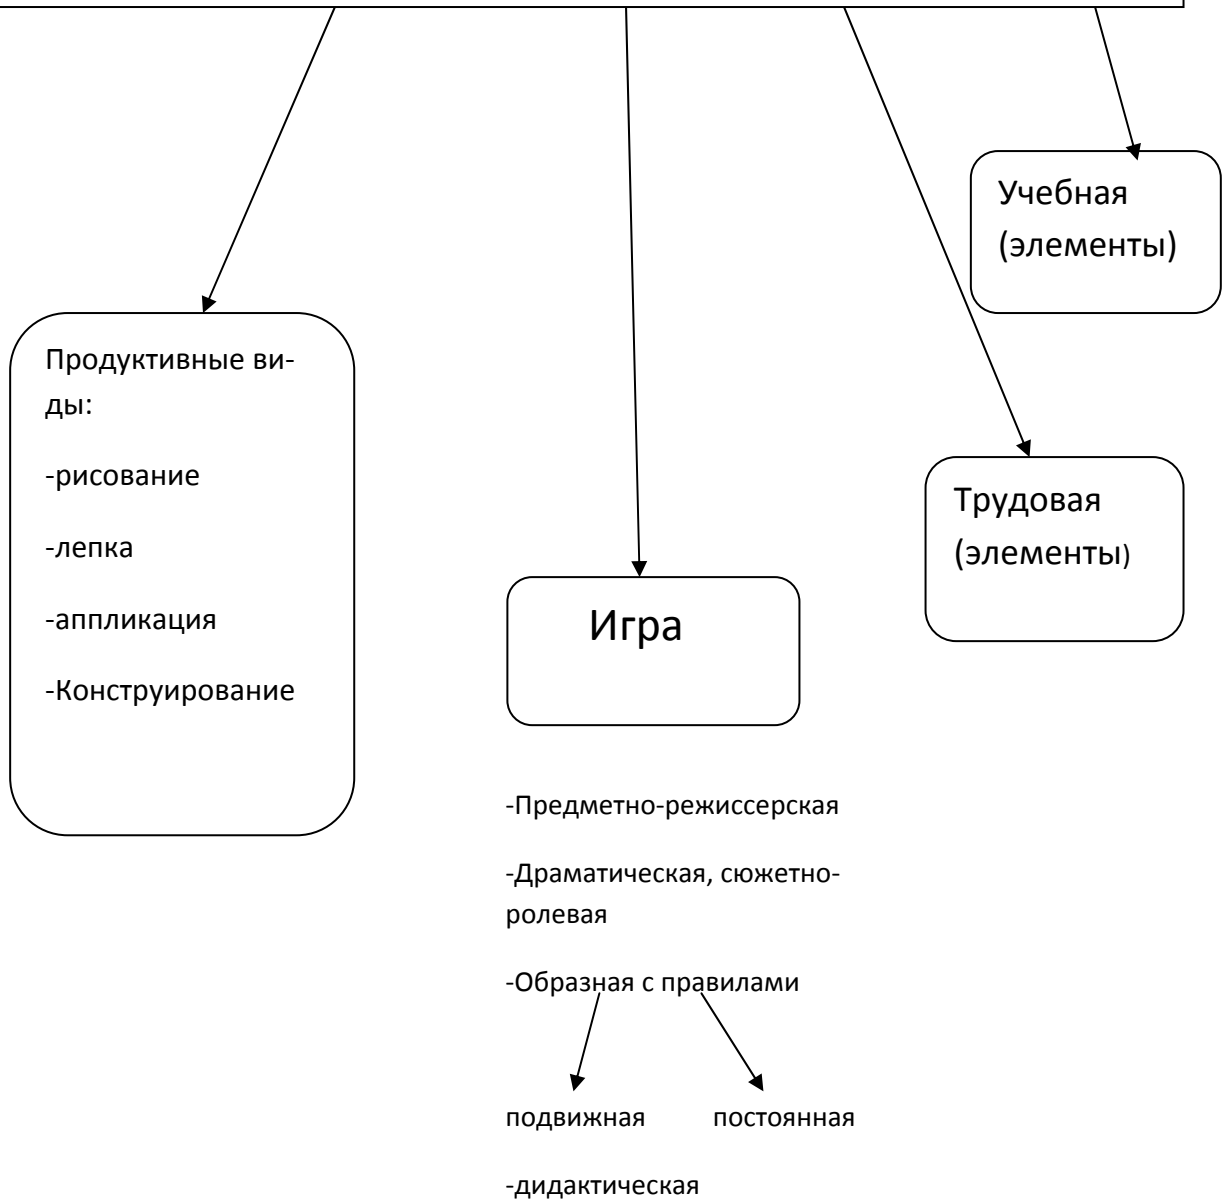 Учебная
(элементы)
Продуктивные ви-
ды:
-рисование
-лепка
-аппликация
-Конструирование
Трудовая
(элементы)
Игра
-Предметно-режиссерская
-Драматическая, сюжетно-
ролевая
-Образная с правилами
подвижная постоянная
-дидактическая